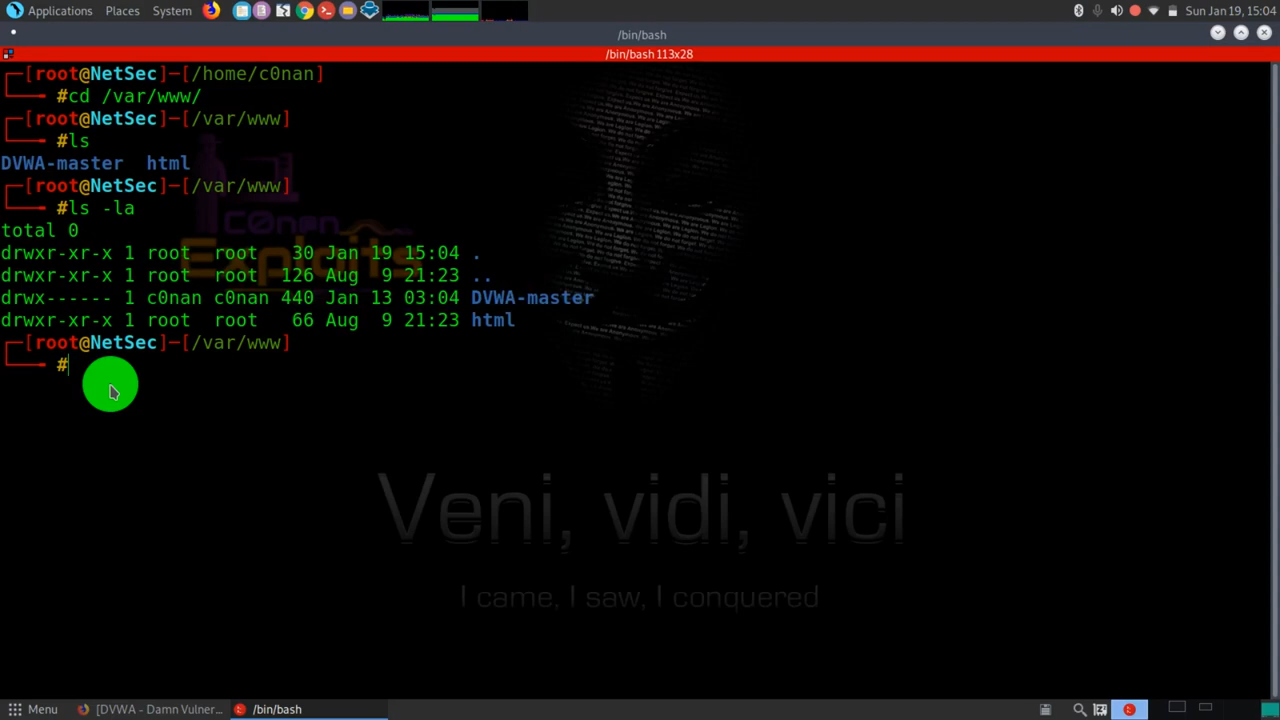 Applications Places System Sun Jan 19, 15:04
/bin/bash
/bin/bash 113x28
[root@NetSec]─[/home/c0nan]
#cd /var/www/
[root@NetSec]─[/var/www]
#ls
DVWA-master html
[root@NetSec]─[/var/www]
#ls -la
total 0
drwxr-xr-x 1 root root 30 Jan 19 15:04 .
drwxr-xr-x 1 root root 126 Aug 9 21:23 ..
drwx------ 1 c0nan c0nan 440 Jan 13 03:04 DVWA-master
drwxr-xr-x 1 root root 66 Aug 9 21:23 html
[root@NetSec]─[/var/www]
#
c0nan
Exploits
Veni, vidi, vici
I came, I saw, I conquered
Menu [DVWA - Damn Vulner... /bin/bash